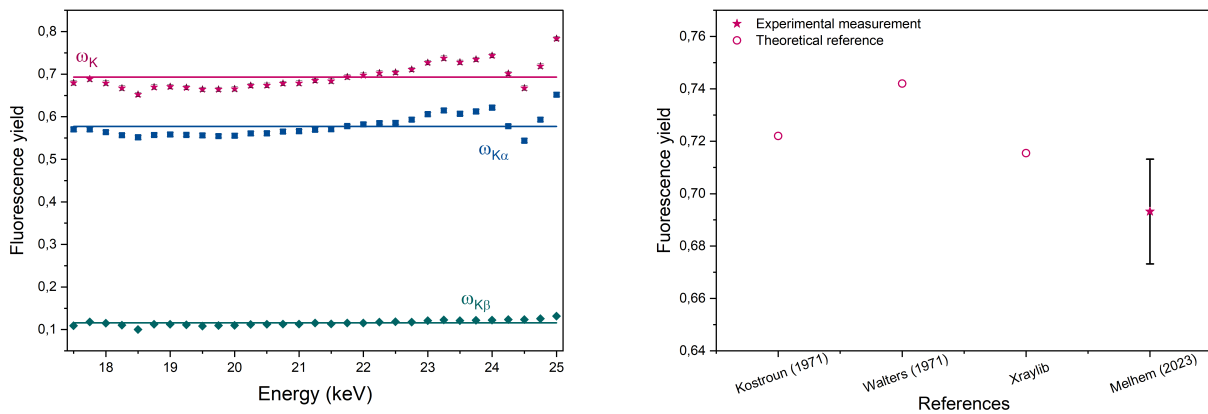 0,8
0,7
0,6
0,5
0,4
0,3
0,2
0,1
Fluorescence yield
ωK
ωKα
ωKβ
18 19 20 21 22 23 24 25
Energy (keV)
0,76
0,74
0,72
0,70
0,68
0,66
0,64
Fuorescence yield
Experimental measurement
Theoretical reference
Kostroun (1971)
Walters (1971)
Xraylib
Melhem (2023)
References